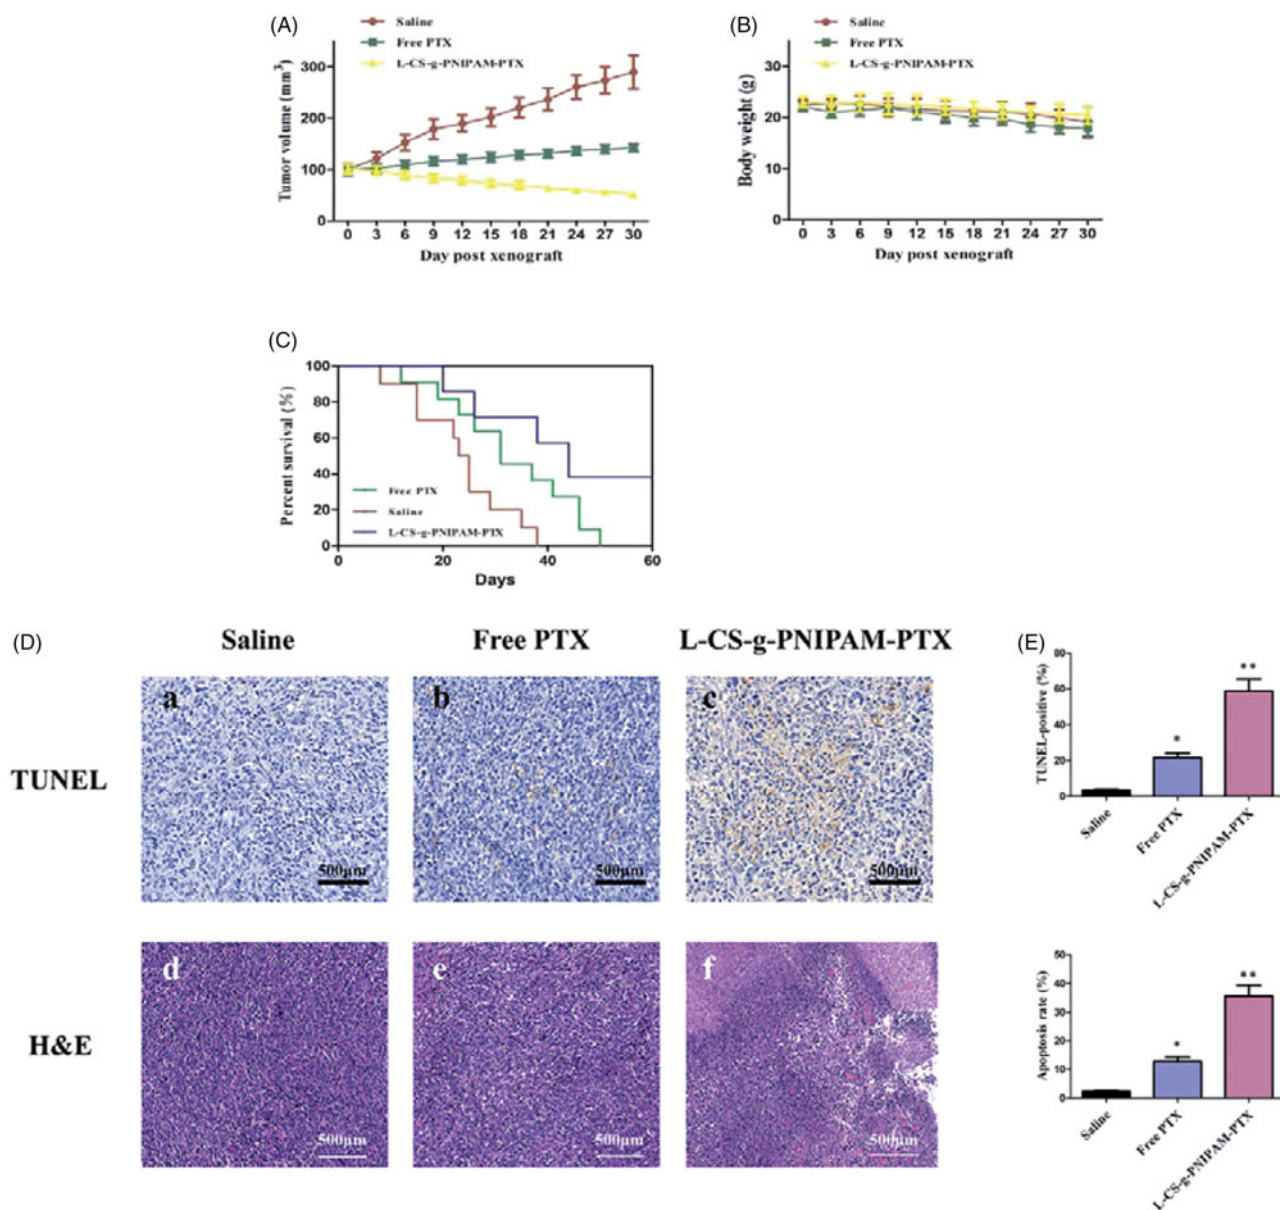 (A)
Saline
Free PTX
L-CS-g-PNIPAM-PTX
Tumor volume (mm³)
300
200
100
0
0 3 6 9 12 15 18 21 24 27 30
Day post xenograft
(B)
Saline
Free PTX
L-CS-g-PNIPAM-PTX
Body weight (g)
30
20
10
0
0 3 6 9 12 15 18 21 24 27 30
Day post xenograft
(C)
Percent survival (%)
100
80
60
40
20
0
Free PTX
Saline
L-CS-g-PNIPAM-PTX
0 20 40 60
Days
(D)
Saline Free PTX L-CS-g-PNIPAM-PTX
TUNEL
a
500μm
b
500μm
c
500μm
H&E
d
500μm
e
500μm
f
500μm
(E)
TUNEL-positive (%)
80
60
40
20
0
*
**
Saline
Free PTX
L-CS-g-PNIPAM-PTX
Apoptosis rate (%)
50
40
30
20
10
0
*
**
Saline
Free PTX
L-CS-g-PNIPAM-PTX